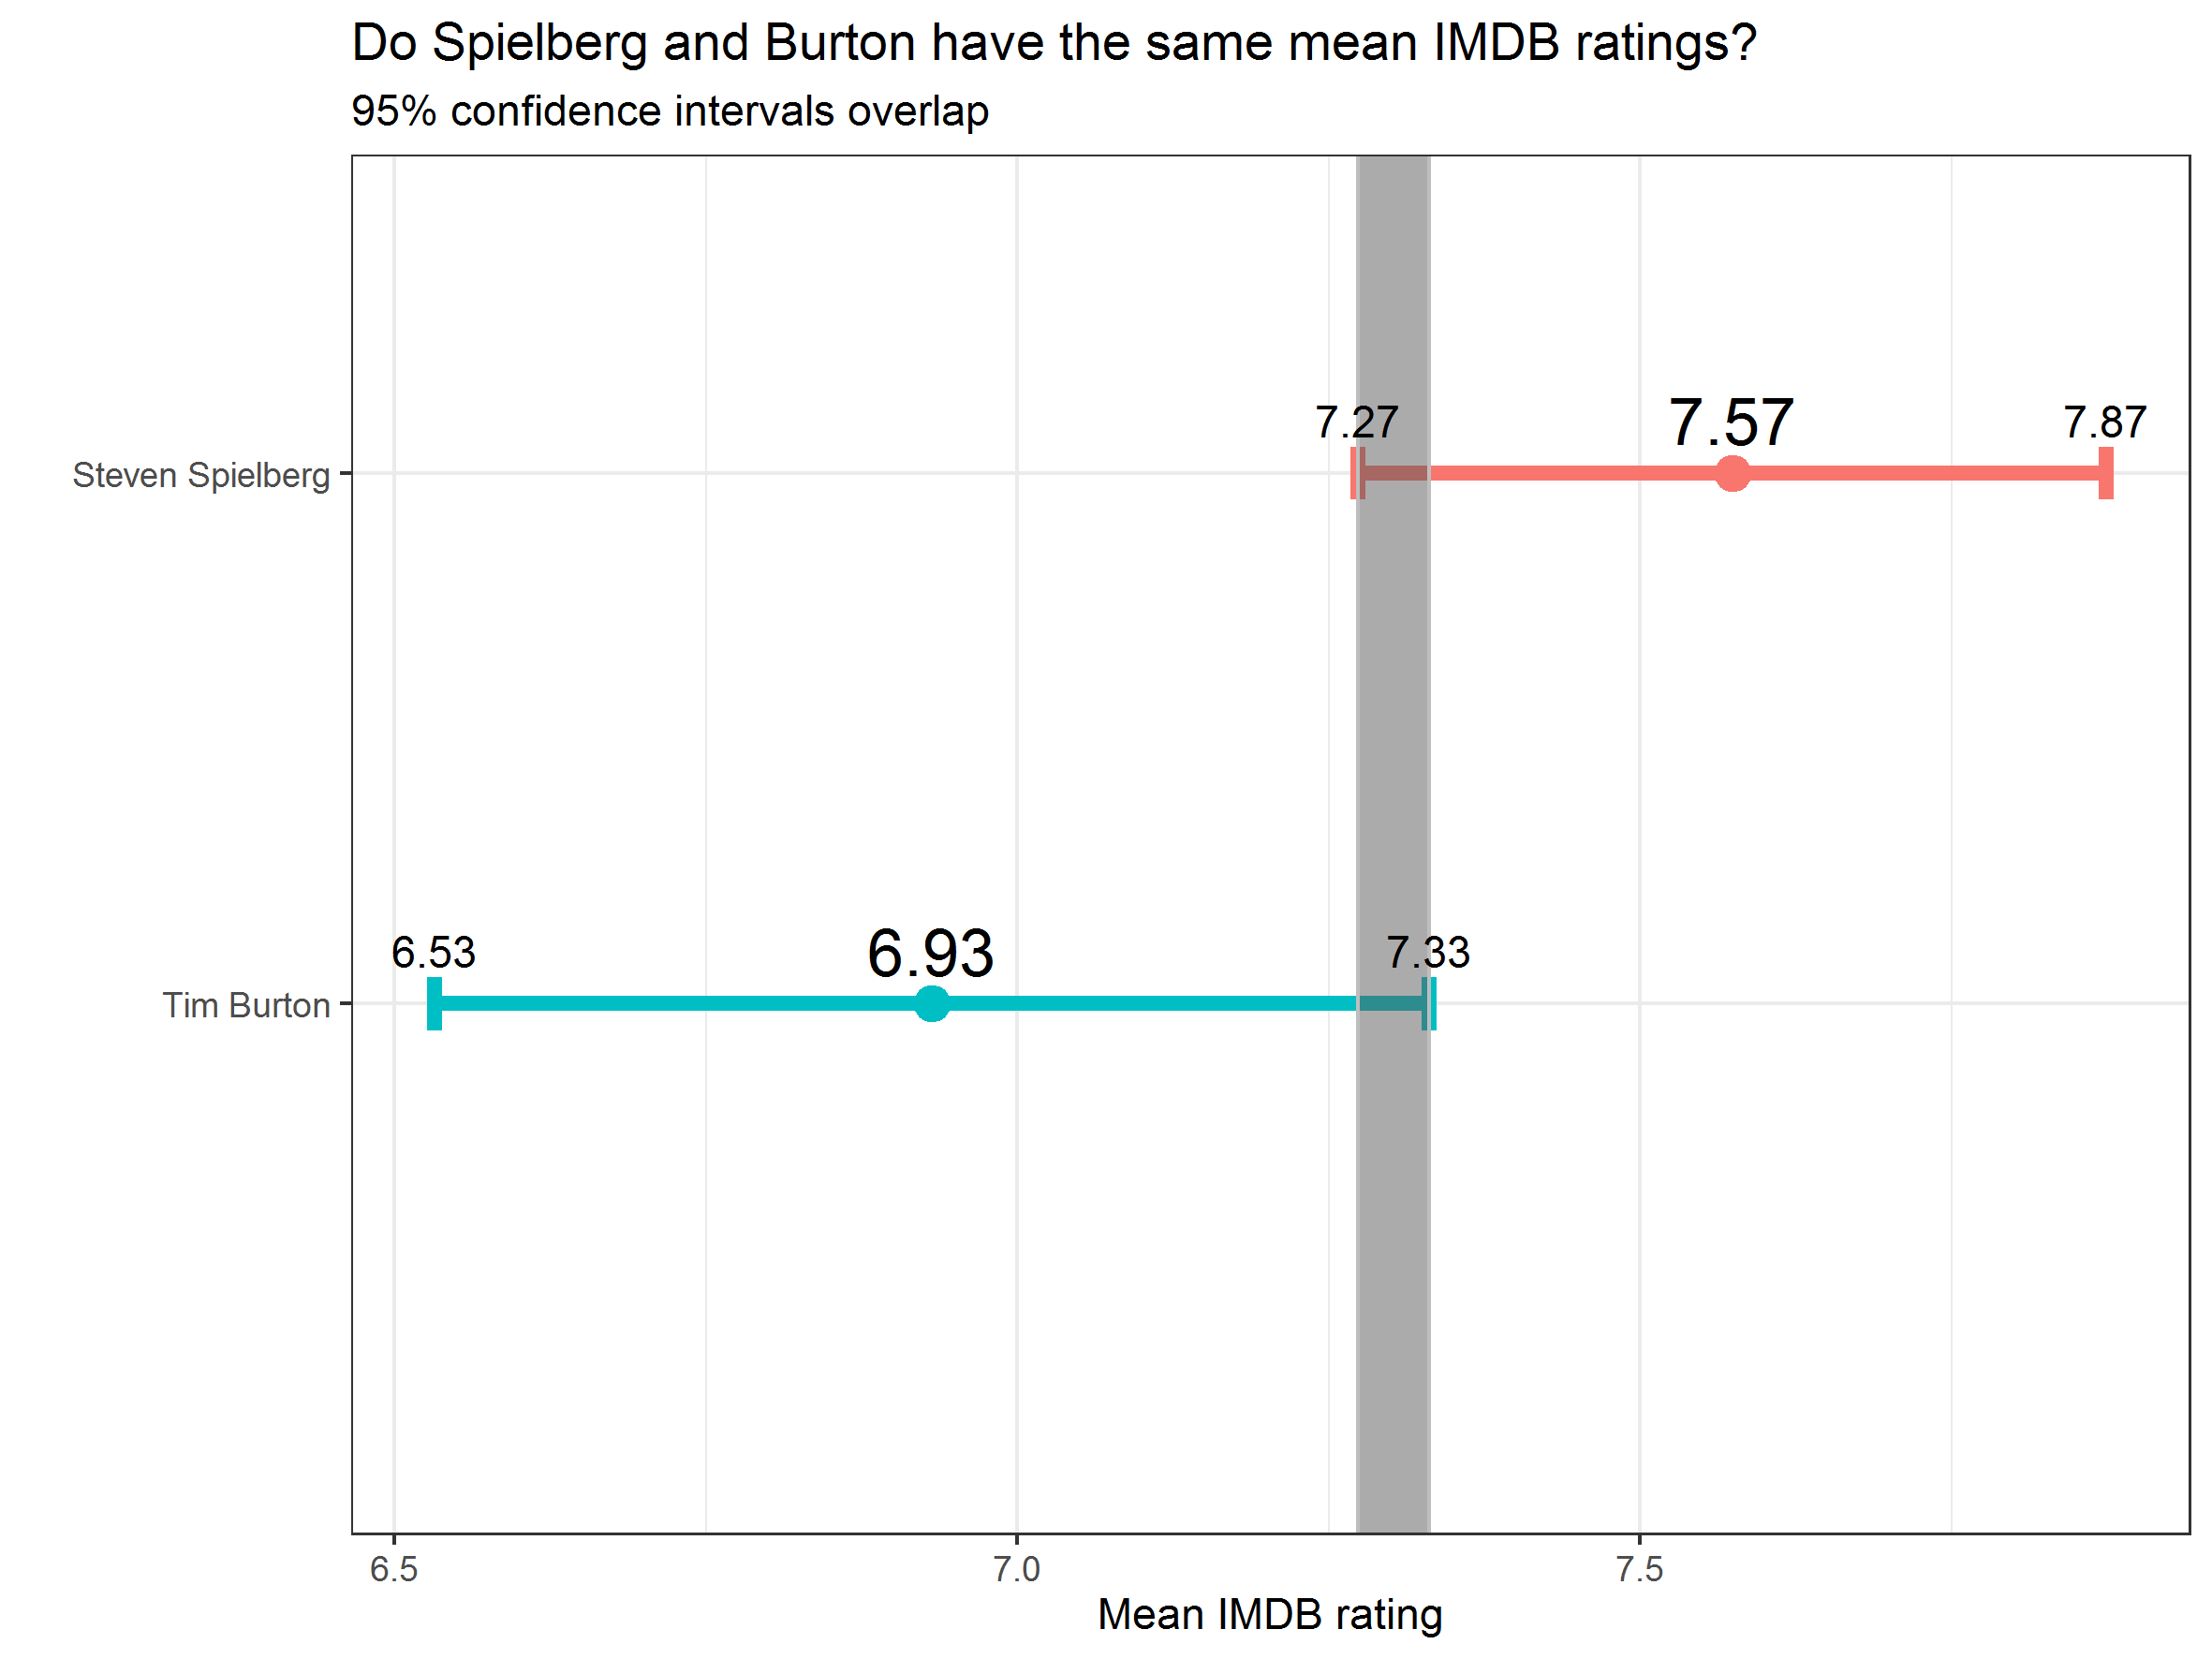 Do Spielberg and Burton have the same mean IMDB ratings?
95% confidence intervals overlap
7.27 7.57 7.87
Steven Spielberg
6.53 6.93 7.33
Tim Burton
6.5 7.0 7.5
Mean IMDB rating